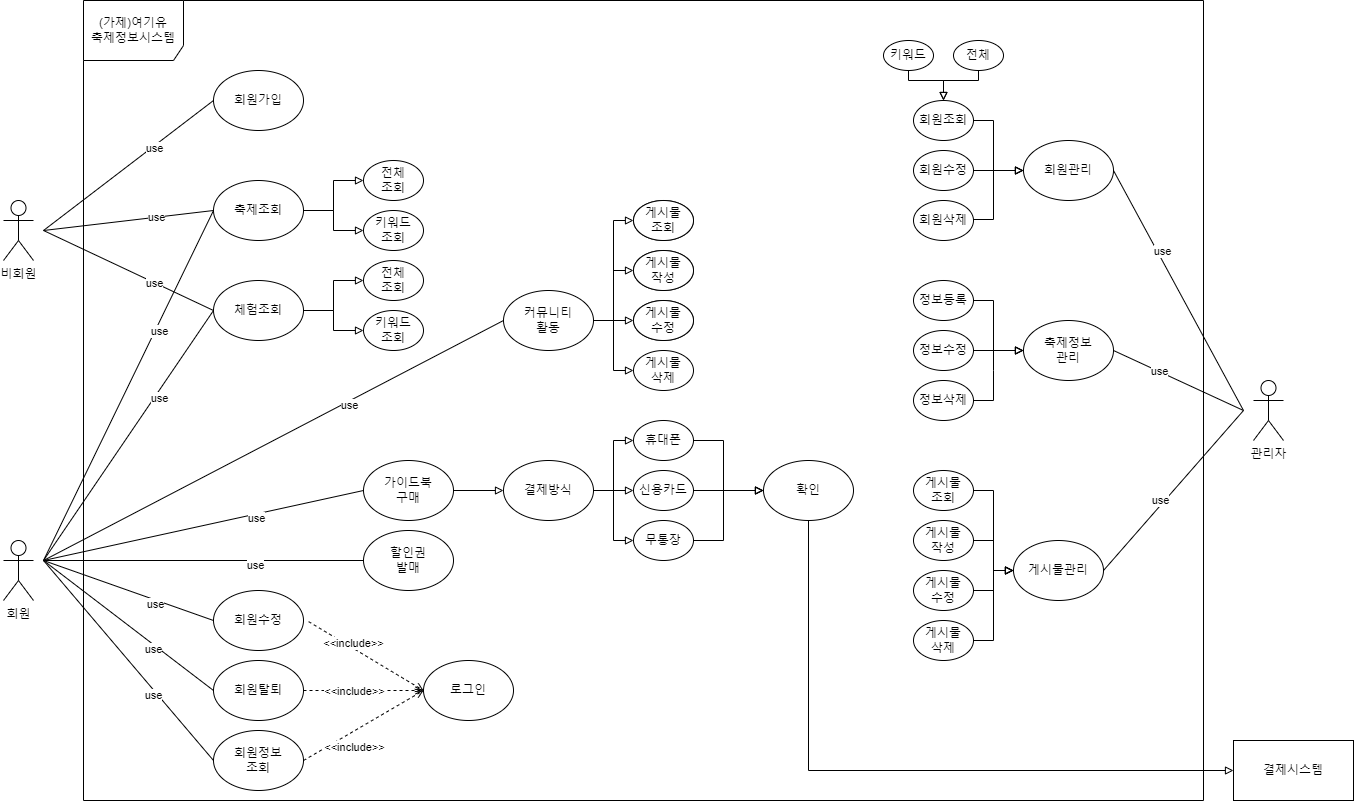 (가제)여기유
축제정보시스템
키워드
전체
회원가입
회원조회
use
회원관리
전체
조회
회원수정
축제조회
use
키워드
조회
게시물
조회
회원삭제
비회원
use
체험조회
전체
조회
키워드
조회
use
use
커뮤니티
활동
게시물
작성
게시물
수정
게시물
삭제
use
정보등록
정보수정
정보삭제
축제정보
관리
use
use
관리자
use
가이드북
구매
결제방식
휴대폰
신용카드
무통장
확인
게시물
조회
게시물
작성
게시물
수정
게시물
삭제
게시물관리
use
use
할인권
발매
use
회원
use
회원수정
<<include>>
use
회원탈퇴
<<include>>
로그인
use
회원정보
조회
<<include>>
결제시스템